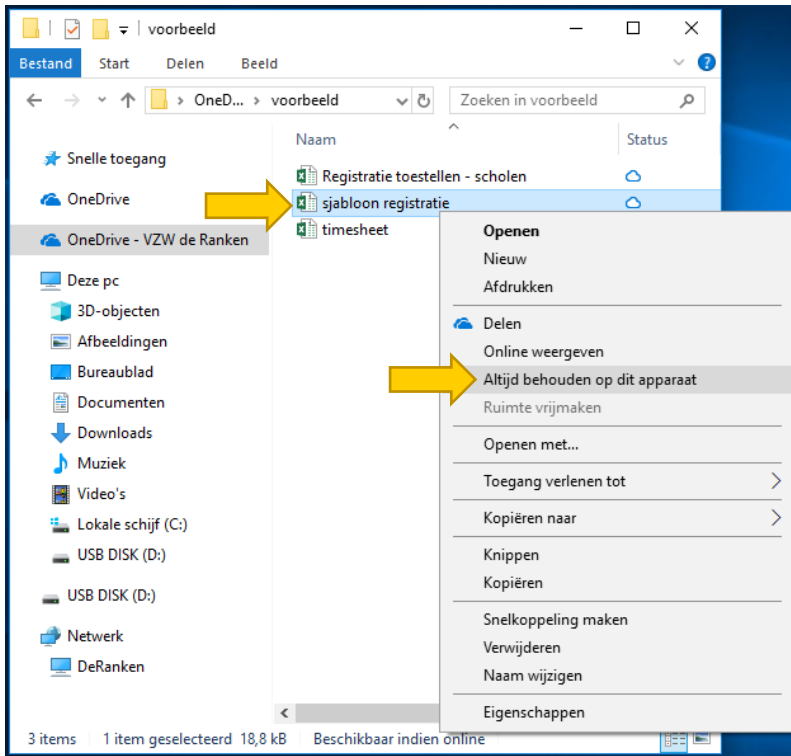 voorbeeld
Bestand Start Delen Beeld
OneD... voorbeeld Zoeken in voorbeeld
Naam Status
Snelle toegang
OneDrive
OneDrive - VZW de Ranken
Deze pc
3D-objecten
Afbeeldingen
Bureaublad
Documenten
Downloads
Muziek
Video's
Lokale schijf (C:)
USB DISK (D:)
USB DISK (D:)
Netwerk
DeRanken
Registratie toestellen - scholen
sjabloon registratie
timesheet
Openen
Nieuw
Afdrukken
Delen
Online weergeven
Altijd behouden op dit apparaat
Ruimte vrijmaken
Openen met...
Toegang verlenen tot
Kopiëren naar
Knippen
Kopiëren
Snelkoppeling maken
Verwijderen
Naam wijzigen
Eigenschappen
3 items 1 item geselecteerd 18,8 kB Beschikbaar indien online